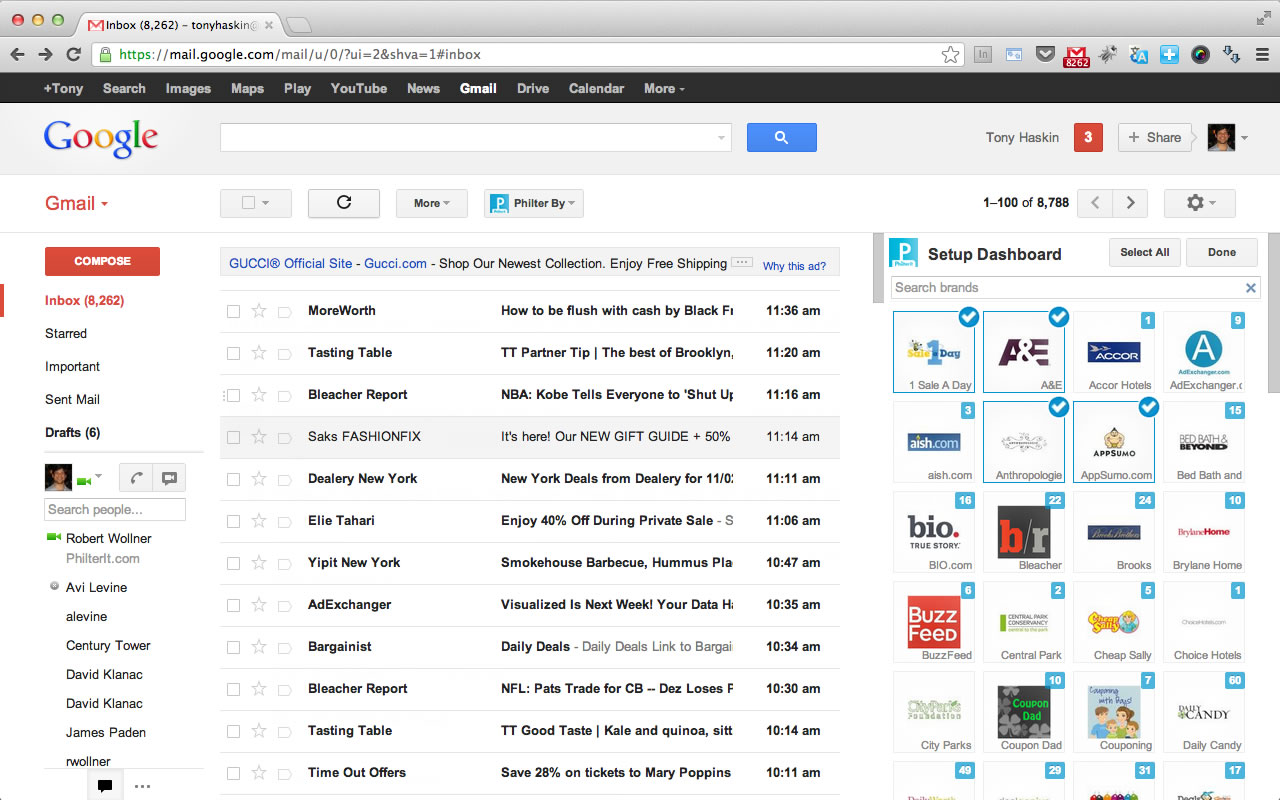 Inbox (8,262) – tonyhaskin@
https://mail.google.com/mail/u/0/?ui=2&shva=1#inbox
8262
+Tony Search Images Maps Play YouTube News Gmail Drive Calendar More
Google
Tony Haskin 3 + Share
Gmail
More
Philter By
1–100 of 8,788
COMPOSE
Inbox (8,262)
Starred
Important
Sent Mail
Drafts (6)
Search people...
Robert Wollner
PhilterIt.com
Avi Levine
alevine
Century Tower
David Klanac
David Klanac
James Paden
rwollner
GUCCI® Official Site - Gucci.com - Shop Our Newest Collection. Enjoy Free Shipping Why this ad?
MoreWorth How to be flush with cash by Black Fr 11:36 am
Tasting Table TT Partner Tip | The best of Brooklyn, 11:20 am
Bleacher Report NBA: Kobe Tells Everyone to 'Shut Up 11:16 am
Saks FASHIONFIX It's here! Our NEW GIFT GUIDE + 50% 11:14 am
Dealery New York New York Deals from Dealery for 11/02 11:11 am
Elie Tahari Enjoy 40% Off During Private Sale - S 11:06 am
Yipit New York Smokehouse Barbecue, Hummus Pla 10:47 am
AdExchanger Visualized Is Next Week! Your Data Ha 10:35 am
Bargainist Daily Deals - Daily Deals Link to Bargai 10:34 am
Bleacher Report NFL: Pats Trade for CB -- Dez Loses P 10:30 am
Tasting Table TT Good Taste | Kale and quinoa, sitt 10:14 am
Time Out Offers Save 28% on tickets to Mary Poppins 10:11 am
Setup Dashboard
Select All
Done
Search brands
1 9
Sale a Day A&E ACCOR A AdExchanger.com
1 Sale A Day A&E Accor Hotels AdExchanger.c
3 15
aish.com APPSUMO BED BATH & BEYOND
aish.com Anthropologie AppSumo.com Bed Bath and
16 22 24 10
bio. TRUE STORY. b/r Brooks Brothers BrylaneHome
BIO.com Bleacher Brooks Brylane Home
6 2 5 1
BUZZ FEED CENTRAL PARK CONSERVANCY Cheap Sally ChoiceHotels.com
BuzzFeed Central Park Cheap Sally Choice Hotels
10 7 60
CityParks Foundation Coupon Dad Couponing with Boys! DAILY CANDY
City Parks Coupon Dad Couponing Daily Candy
49 29 31 17